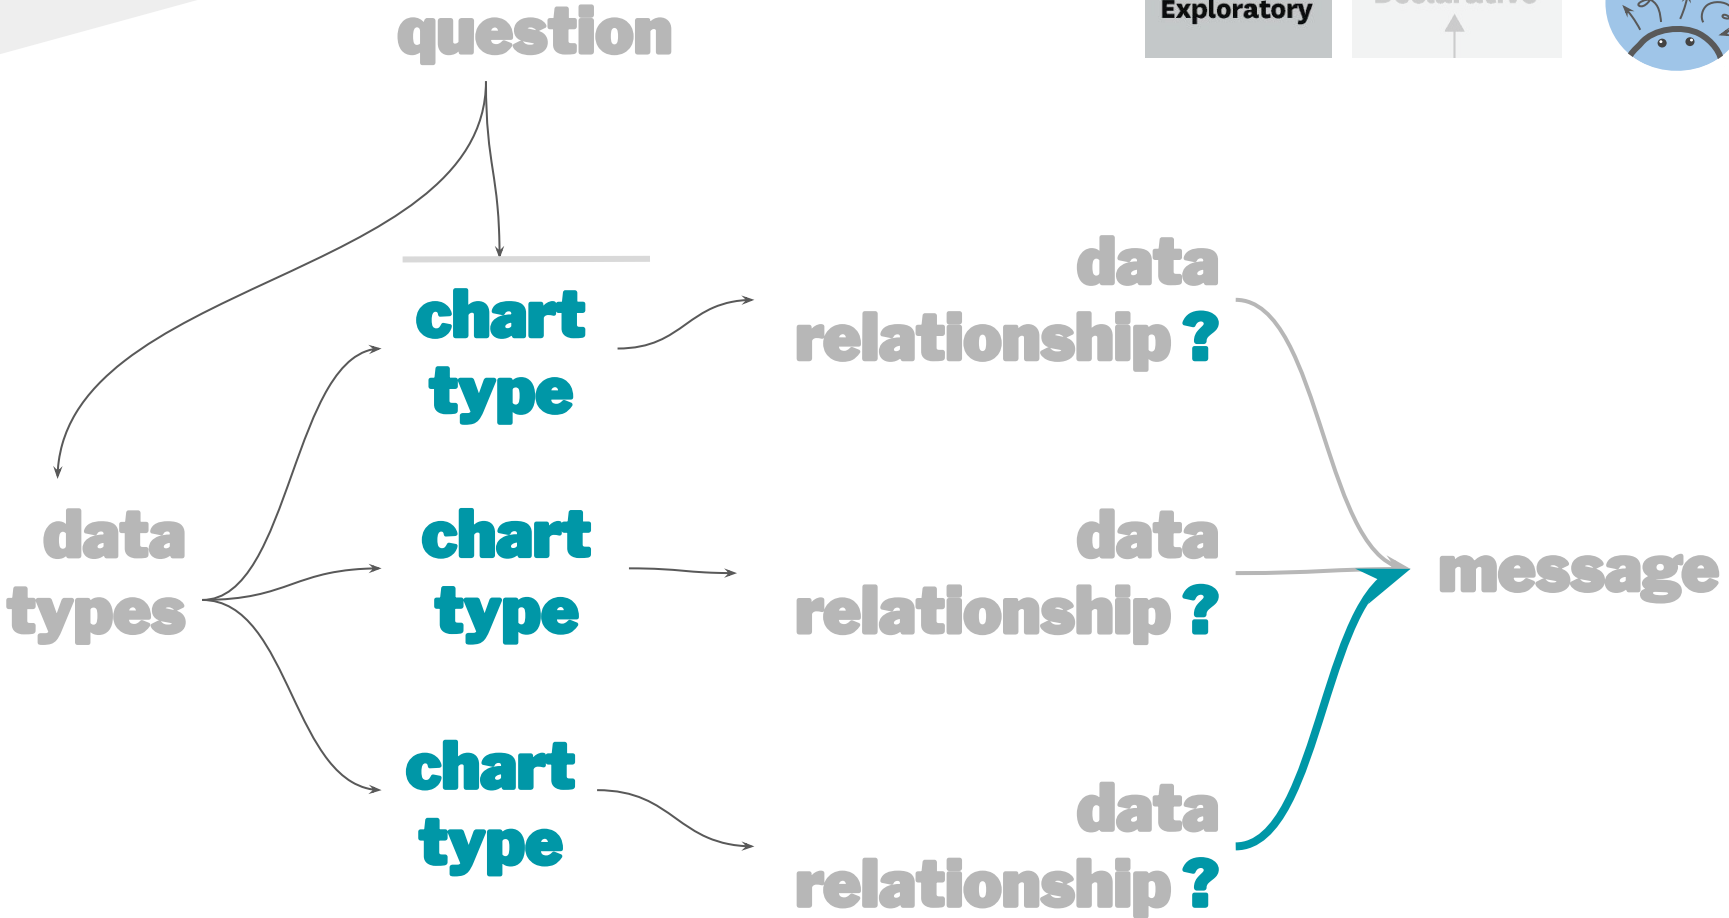 question
Exploratory
chart
type
data
relationship ?
data
types
chart
type
data
relationship ?
message
chart
type
data
relationship ?